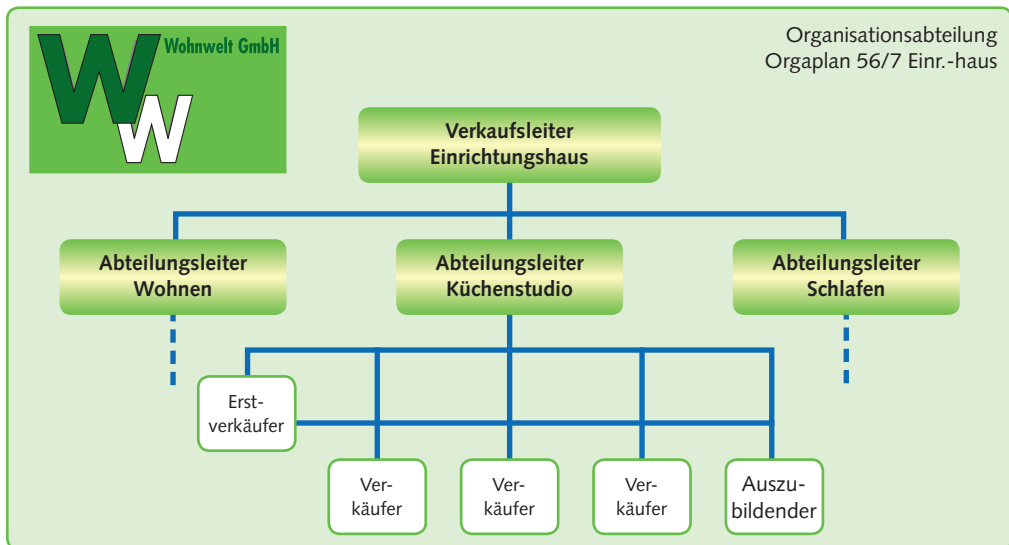 WW
Wohnwelt GmbH
Organisationsabteilung
Orgaplan 56/7 Einr.-haus
Verkaufsleiter
Einrichtungshaus
Abteilungsleiter
Wohnen
Abteilungsleiter
Küchenstudio
Abteilungsleiter
Schlafen
Erst-
verkäufer
Ver-
käufer
Ver-
käufer
Ver-
käufer
Auszu-
bildender